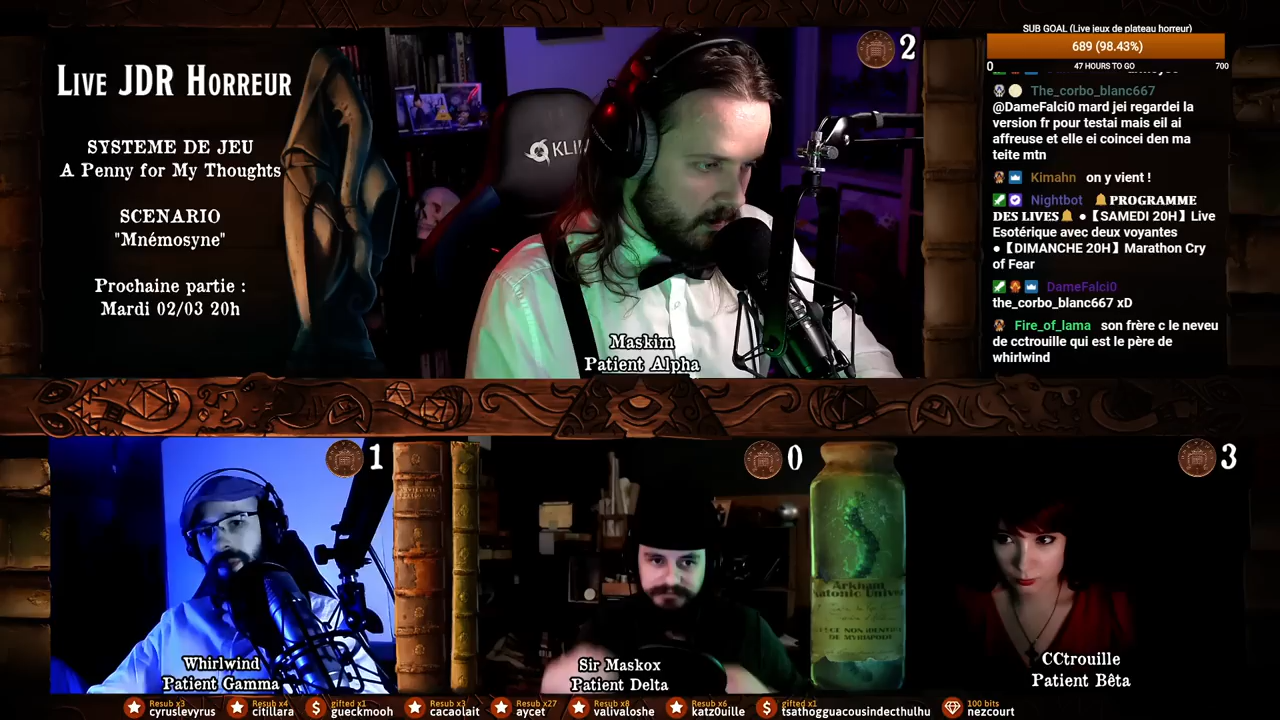 LIVE JDR HORREUR
SYSTEME DE JEU
A Penny for My Thoughts
SCENARIO
"Mnémosyne"
Prochaine partie :
Mardi 02/03 20h
KLI
2
Maskim
Patient Alpha
SUB GOAL (Live jeux de plateau horreur)
689 (98.43%)
0
47 HOURS TO GO
700
The_corbo_blanc667
@DameFalci0 mard jei regardei la
version fr pour testai mais eil ai
affreuse et elle ei coincei den ma
teite mtn
Kimahn on y vient !
Nightbot 🔔PROGRAMME
DES LIVES🔔 ●【SAMEDI 20H】Live
Esotérique avec deux voyantes
●【DIMANCHE 20H】Marathon Cry
of Fear
DameFalci0
the_corbo_blanc667 xD
Fire_of_lama son frère c le neveu
de cctrouille qui est le père de
whirlwind
1
Whirlwind
Patient Gamma
0
Sir Maskox
Patient Delta
Arkham
3
CCtrouille
Patient Bêta
Resub x3
cyruslevyrus
Resub x4
citillara
gifted x1
gueckmooh
Resub x3
cacaolait
Resub x27
aycet
Resub x8
valivaloshe
Resub x6
katz0uille
gifted x1
tsathogguacousindecthulhu
100 bits
nezcourt